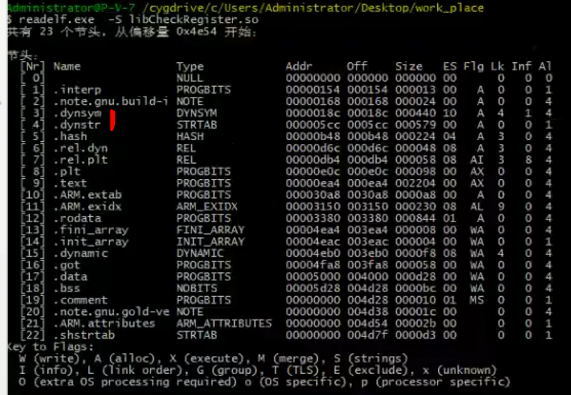 Administrator@P-V-7 /cygdrive/c/Users/Administrator/Desktop/work_place
$ readelf.exe -S libCheckRegister.so
共有 23 个节头，从偏移量 0x4e54 开始：
节头：
[Nr] Name Type Addr Off Size ES Flg Lk Inf Al
[ 0] NULL 00000000 000000 000000 00 0 0 0
[ 1] .interp PROGBITS 00000154 000154 000013 00 A 0 0 1
[ 2] .note.gnu.build-i NOTE 00000168 000168 000024 00 A 0 0 4
[ 3] .dynsym DYNSYM 0000018c 00018c 000440 10 A 4 1 4
[ 4] .dynstr STRTAB 000005cc 0005cc 000579 00 A 0 0 1
[ 5] .hash HASH 00000b48 000b48 000224 04 A 3 0 4
[ 6] .rel.dyn REL 00000d6c 000d6c 000048 08 A 3 0 4
[ 7] .rel.plt REL 00000db4 000db4 000058 08 AI 3 8 4
[ 8] .plt PROGBITS 00000e0c 000e0c 000098 00 AX 0 0 4
[ 9] .text PROGBITS 00000ea4 000ea4 002204 00 AX 0 0 4
[10] .ARM.extab PROGBITS 000030a8 0030a8 0000a8 00 A 0 0 4
[11] .ARM.exidx ARM_EXIDX 00003150 003150 000230 08 AL 9 0 4
[12] .rodata PROGBITS 00003380 003380 000844 01 A 0 0 4
[13] .fini_array FINI_ARRAY 00004ea4 003ea4 000008 00 WA 0 0 4
[14] .init_array INIT_ARRAY 00004eac 003eac 000004 00 WA 0 0 1
[15] .dynamic DYNAMIC 00004eb0 003eb0 0000f8 08 WA 4 0 4
[16] .got PROGBITS 00004fa8 003fa8 000058 00 WA 0 0 4
[17] .data PROGBITS 00005000 004000 000d28 00 WA 0 0 4
[18] .bss NOBITS 00005d28 004d28 0000bc 00 WA 0 0 4
[19] .comment PROGBITS 00000000 004d28 000010 01 MS 0 0 1
[20] .note.gnu.gold-ve NOTE 00000000 004d38 00001c 00 0 0 4
[21] .ARM.attributes ARM_ATTRIBUTES 00000000 004d54 00002b 00 0 0 1
[22] .shstrtab STRTAB 00000000 004d7f 0000d3 00 0 0 1
Key to Flags:
W (write), A (alloc), X (execute), M (merge), S (strings)
I (info), L (link order), G (group), T (TLS), E (exclude), x (unknown)
O (extra OS processing required) o (OS specific), p (processor specific)